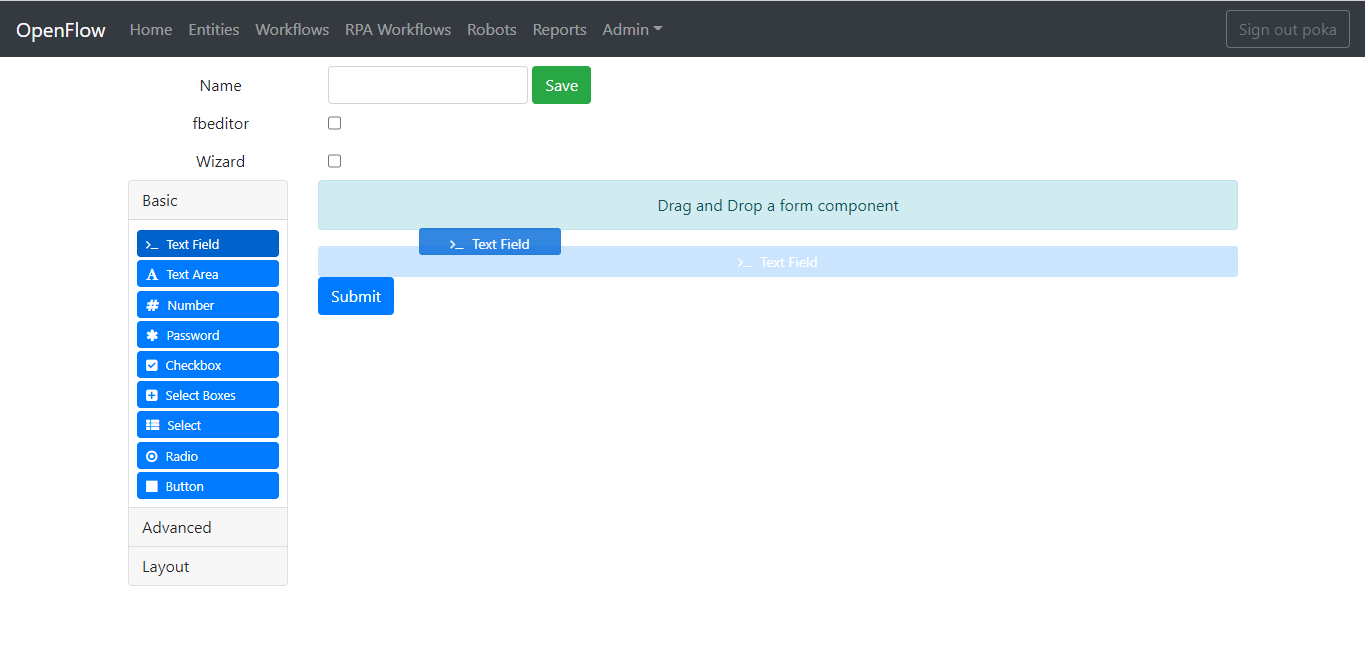 OpenFlow Home Entities Workflows RPA Workflows Robots Reports Admin Sign out poka
Name Save
fbeditor
Wizard
Basic
Text Field
Text Area
Number
Password
Checkbox
Select Boxes
Select
Radio
Button
Advanced
Layout
Drag and Drop a form component
Text Field
Text Field
Submit